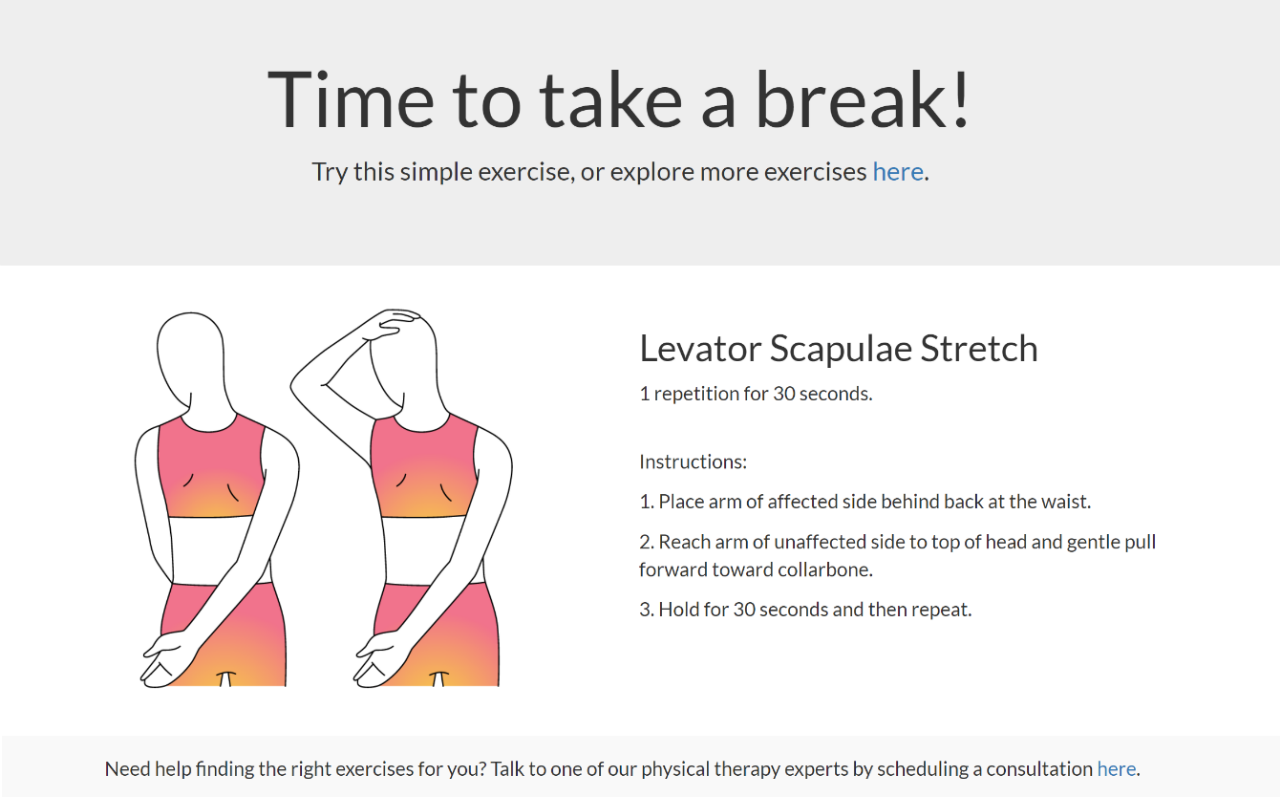 Time to take a break!
Try this simple exercise, or explore more exercises here.
Levator Scapulae Stretch
1 repetition for 30 seconds.
Instructions:
1. Place arm of affected side behind back at the waist.
2. Reach arm of unaffected side to top of head and gentle pull
forward toward collarbone.
3. Hold for 30 seconds and then repeat.
Need help finding the right exercises for you? Talk to one of our physical therapy experts by scheduling a consultation here.